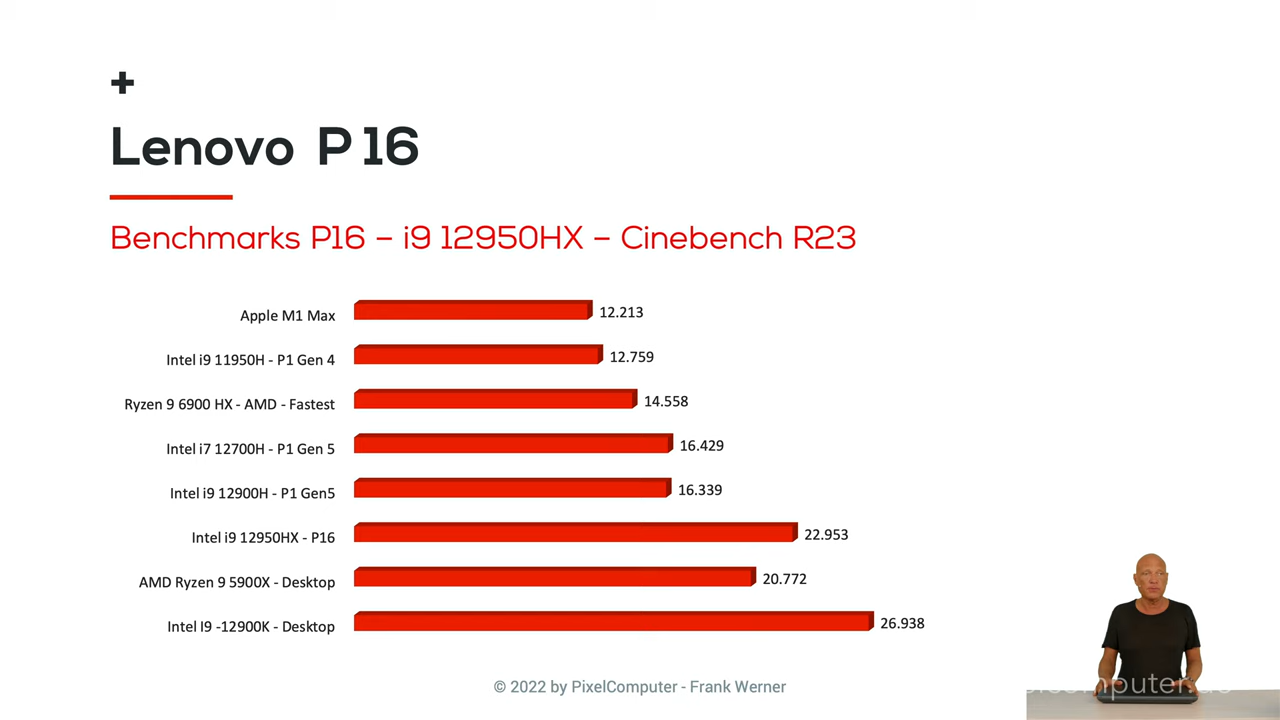 +
Lenovo P16
Benchmarks P16 – i9 12950HX – Cinebench R23
Apple M1 Max 12.213
Intel i9 11950H - P1 Gen 4 12.759
Ryzen 9 6900 HX - AMD - Fastest 14.558
Intel i7 12700H - P1 Gen 5 16.429
Intel i9 12900H - P1 Gen5 16.339
Intel i9 12950HX - P16 22.953
AMD Ryzen 9 5900X - Desktop 20.772
Intel I9 -12900K - Desktop 26.938
© 2022 by PixelComputer - Frank Werner